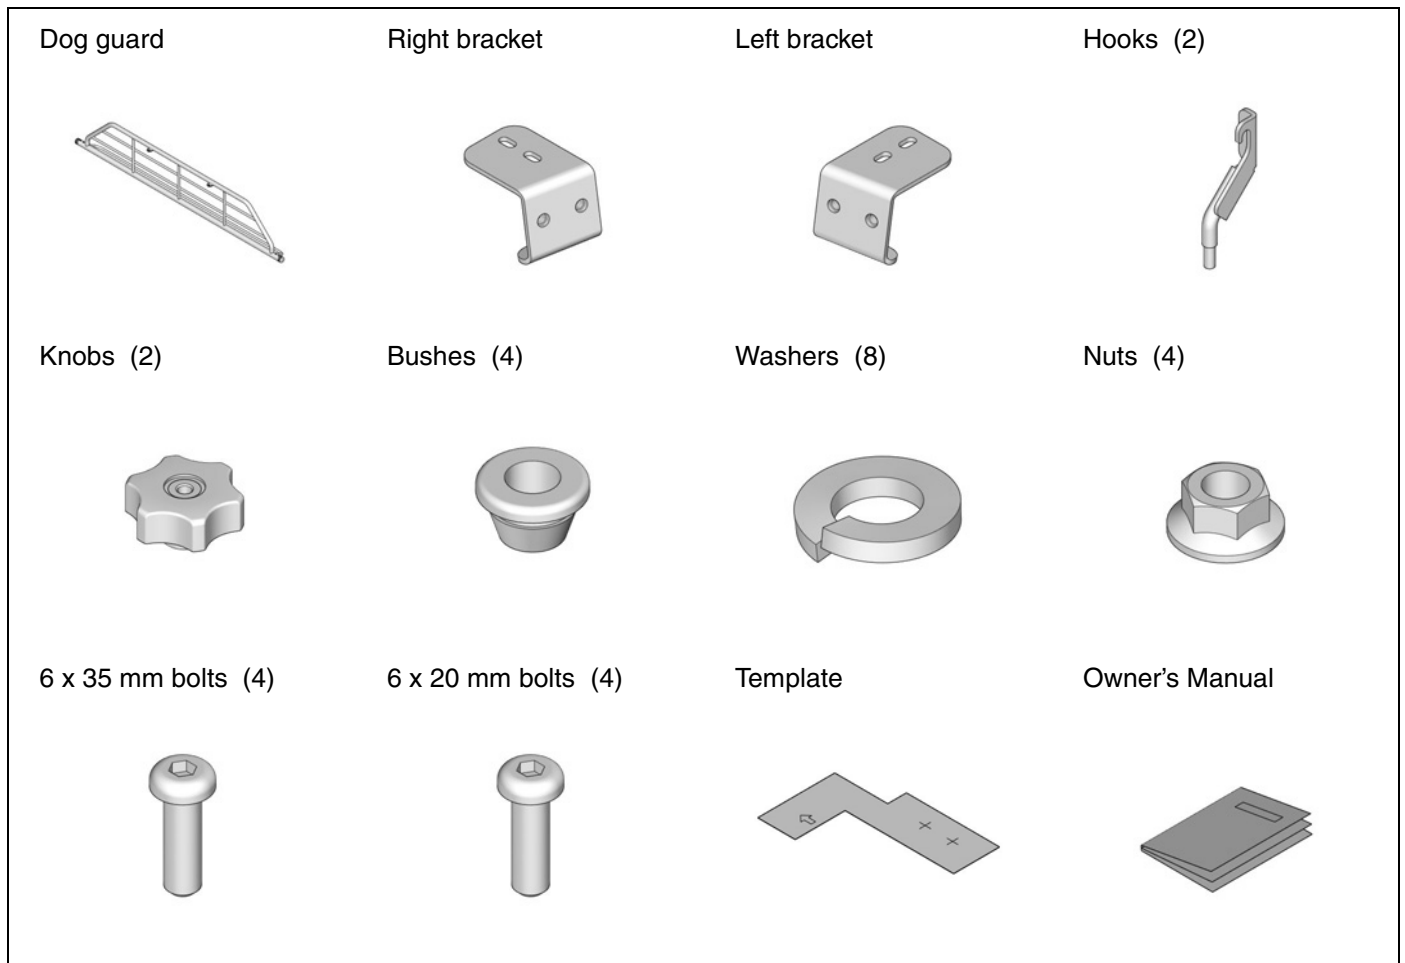 Dog guard
Right bracket
Left bracket
Hooks (2)
Knobs (2)
Bushes (4)
Washers (8)
Nuts (4)
6 x 35 mm bolts (4)
6 x 20 mm bolts (4)
Template
Owner’s Manual